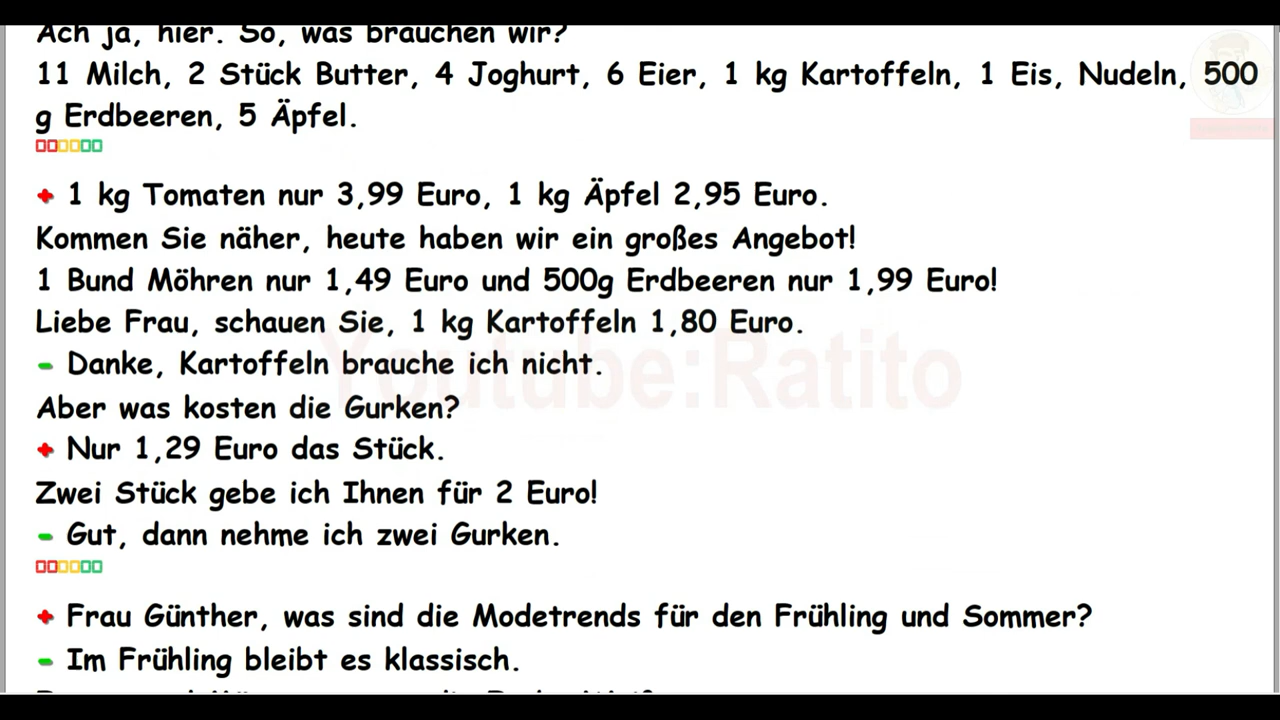 Ach ja, hier. So, was brauchen wir?
11 Milch, 2 Stück Butter, 4 Joghurt, 6 Eier, 1 kg Kartoffeln, 1 Eis, Nudeln, 500
g Erdbeeren, 5 Äpfel.
+ 1 kg Tomaten nur 3,99 Euro, 1 kg Äpfel 2,95 Euro.
Kommen Sie näher, heute haben wir ein großes Angebot!
1 Bund Möhren nur 1,49 Euro und 500g Erdbeeren nur 1,99 Euro!
Liebe Frau, schauen Sie, 1 kg Kartoffeln 1,80 Euro.
- Danke, Kartoffeln brauche ich nicht.
Youtube:Ratito
Aber was kosten die Gurken?
+ Nur 1,29 Euro das Stück.
Zwei Stück gebe ich Ihnen für 2 Euro!
- Gut, dann nehme ich zwei Gurken.
+ Frau Günther, was sind die Modetrends für den Frühling und Sommer?
- Im Frühling bleibt es klassisch.